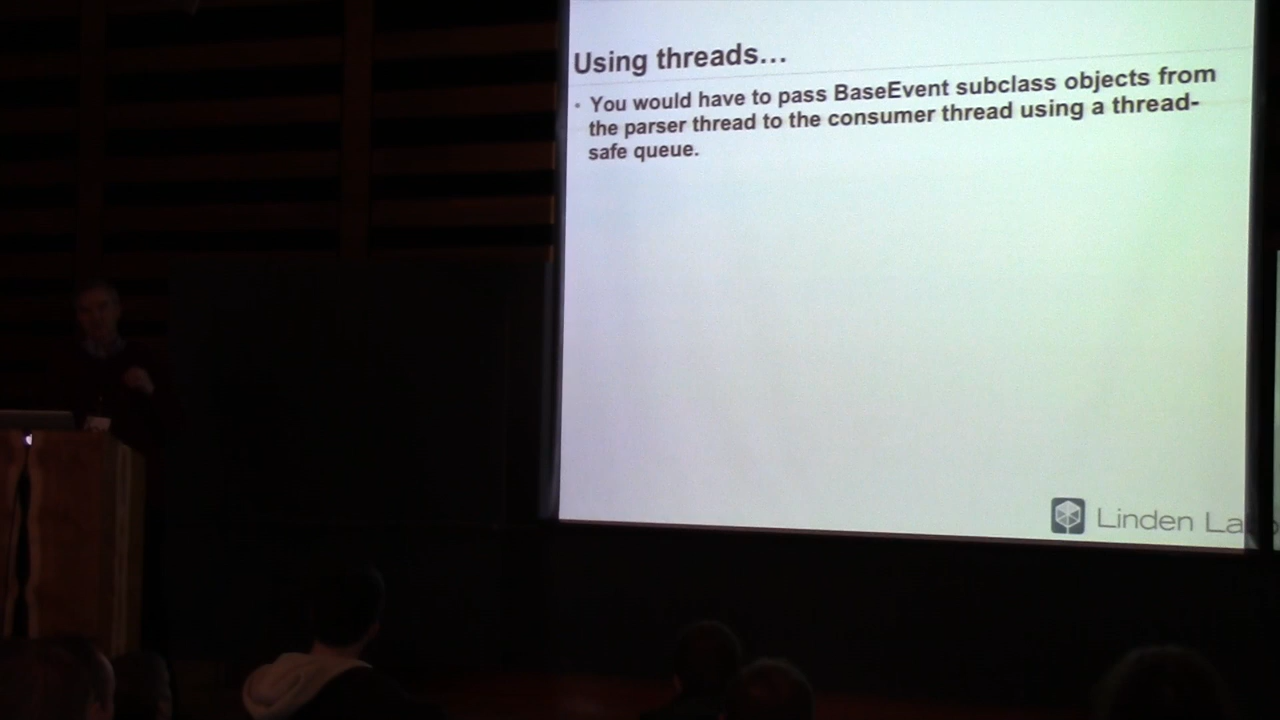 Using threads…
• You would have to pass BaseEvent subclass objects from
the parser thread to the consumer thread using a thread-
safe queue.
Linden Lab